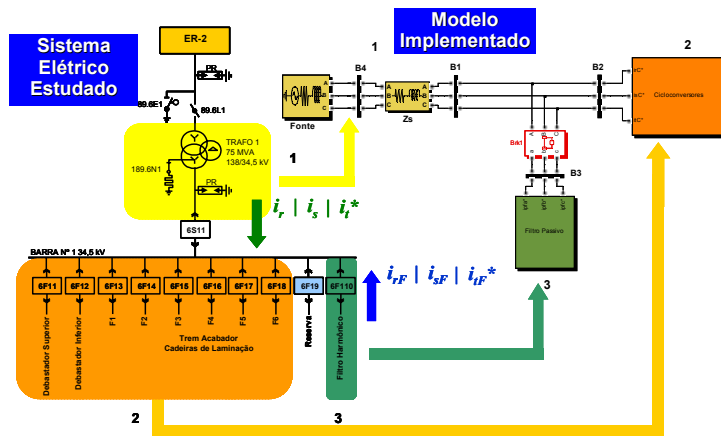 Sistema
Elétrico
Estudado
ER-2
PR
89.6E1
89.6L1
TRAFO 1
75 MVA
138/34,5 kV
189.6N1
PR
1
6S11
i_r | i_s | i_t*
BARRA Nº 1 34,5 kV
6F11
6F12
6F13
6F14
6F15
6F16
6F17
6F18
6F19
6F110
Debastador Superior
Debastador Inferior
F1
F2
F3
F4
F5
F6
Reserva
Filtro Harmônico
Trem Acabador
Cadeiras de Laminação
2
3
i_rF | i_sF | i_tF*
Modelo
Implementado
1
2
B4
B1
B2
A
B
C
Fonte
A
B
C
A
B
C
Zs
Cicloconversores
Brk1
A
B
C
B3
Filtro Passivo
3